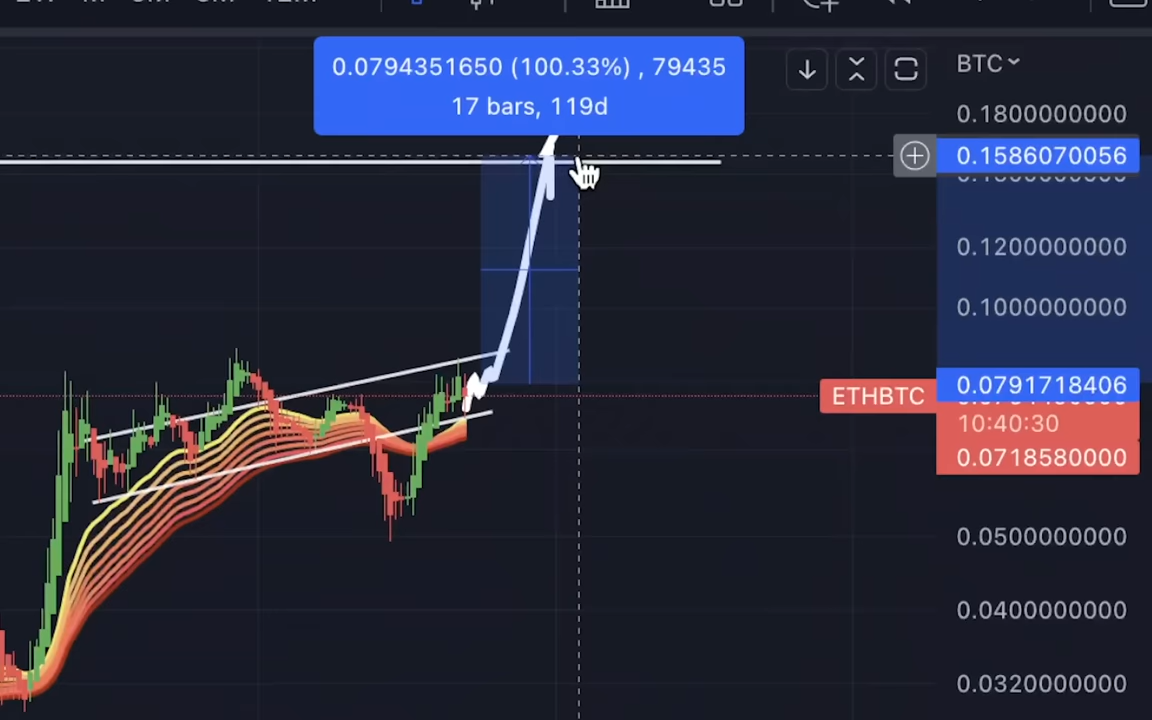 0.0794351650 (100.33%) , 79435
17 bars, 119d
BTC
0.1800000000
0.1586070056
0.1200000000
0.1000000000
0.0791718406
ETHBTC
10:40:30
0.0718580000
0.0500000000
0.0400000000
0.0320000000